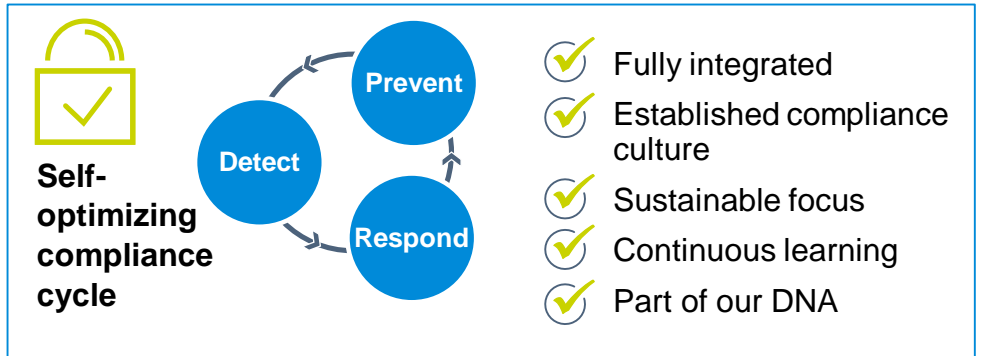 Self-
optimizing
compliance
cycle
Prevent
Detect
Respond
Fully integrated
Established compliance
culture
Sustainable focus
Continuous learning
Part of our DNA